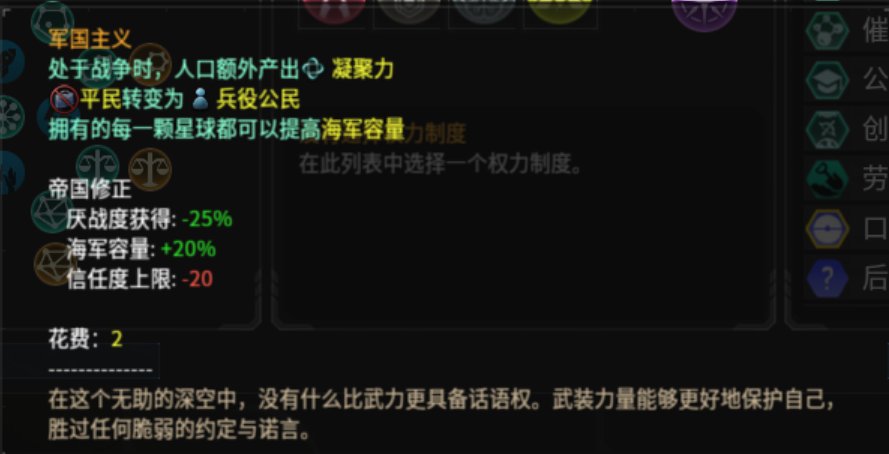 军国主义
处于战争时，人口额外产出 凝聚力
平民转变为 兵役公民
拥有的每一颗星球都可以提高海军容量
帝国修正
厌战度获得: -25%
海军容量: +20%
信任度上限: -20
花费：2
--------------
在这个无助的深空中，没有什么比武力更具备话语权。武装力量能够更好地保护自己，
胜过任何脆弱的约定与诺言。
力制度
在此列表中选择一个权力制度。
催
公
创
劳
口
后
?